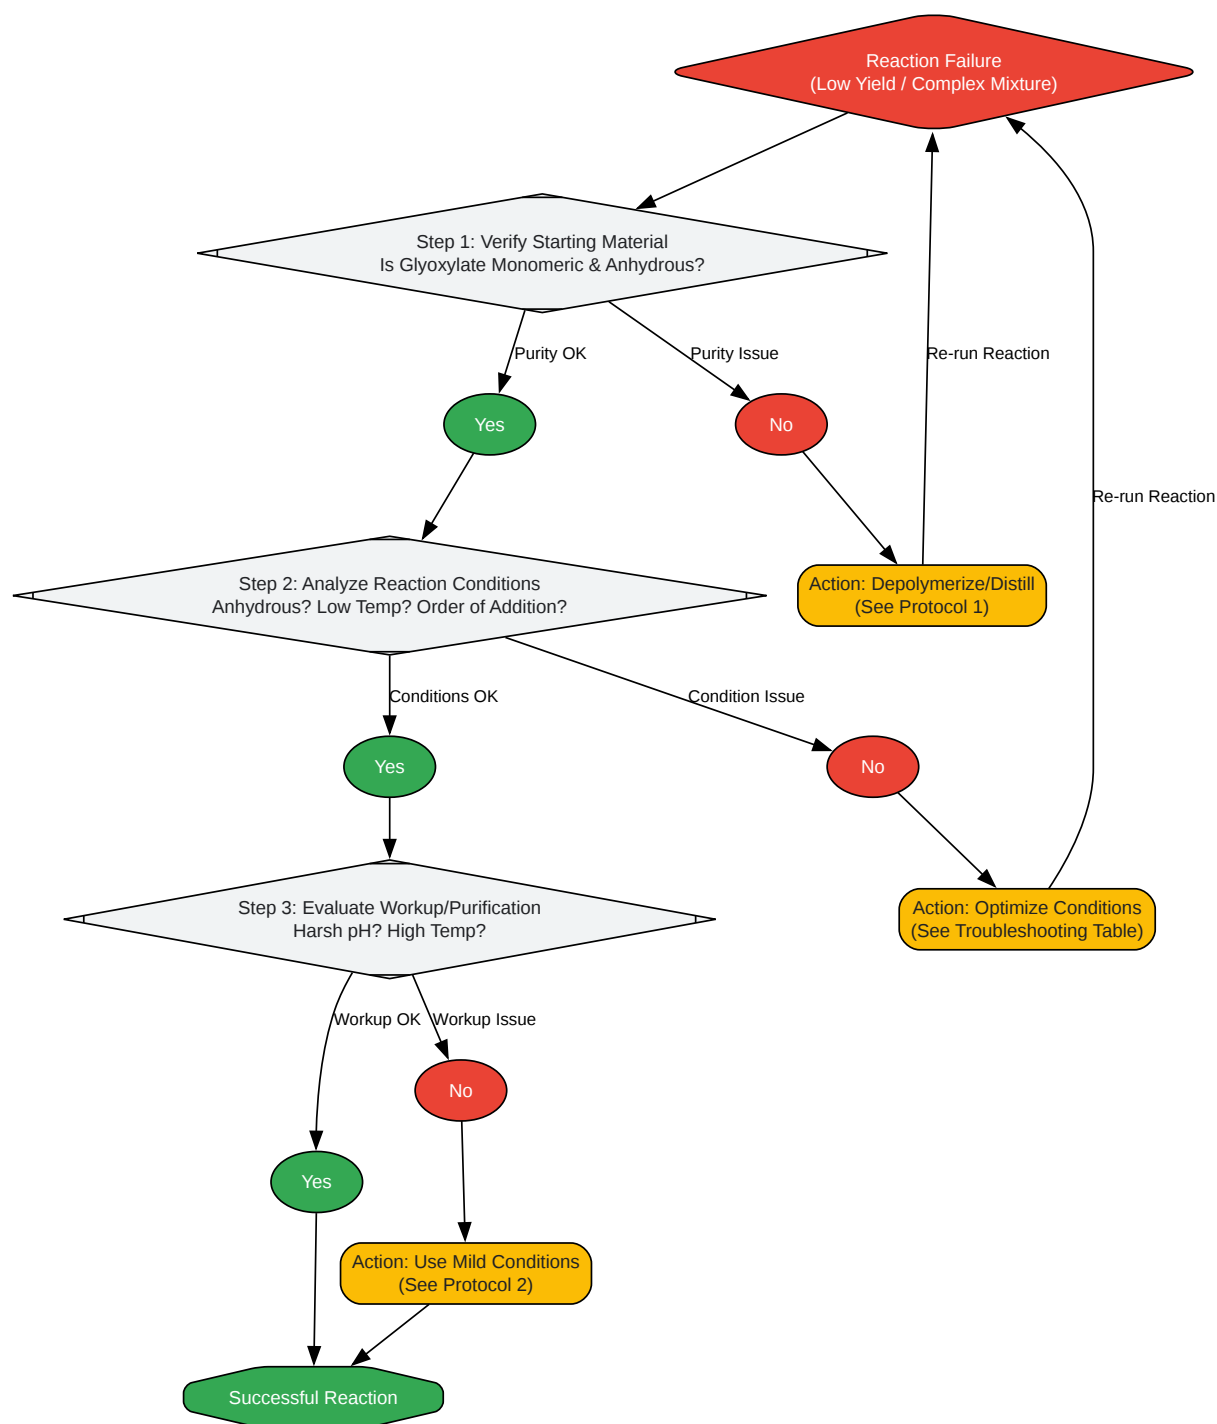 Reaction Failure
(Low Yield / Complex Mixture)
Step 1: Verify Starting Material
Is Glyoxylate Monomeric & Anhydrous?
Purity OK
Purity Issue
Re-run Reaction
Yes
No
Re-run Reaction
Step 2: Analyze Reaction Conditions
Anhydrous? Low Temp? Order of Addition?
Action: Depolymerize/Distill
(See Protocol 1)
Conditions OK
Condition Issue
Yes
No
Step 3: Evaluate Workup/Purification
Harsh pH? High Temp?
Action: Optimize Conditions
(See Troubleshooting Table)
Workup OK
Workup Issue
No
Yes
Action: Use Mild Conditions
(See Protocol 2)
Successful Reaction